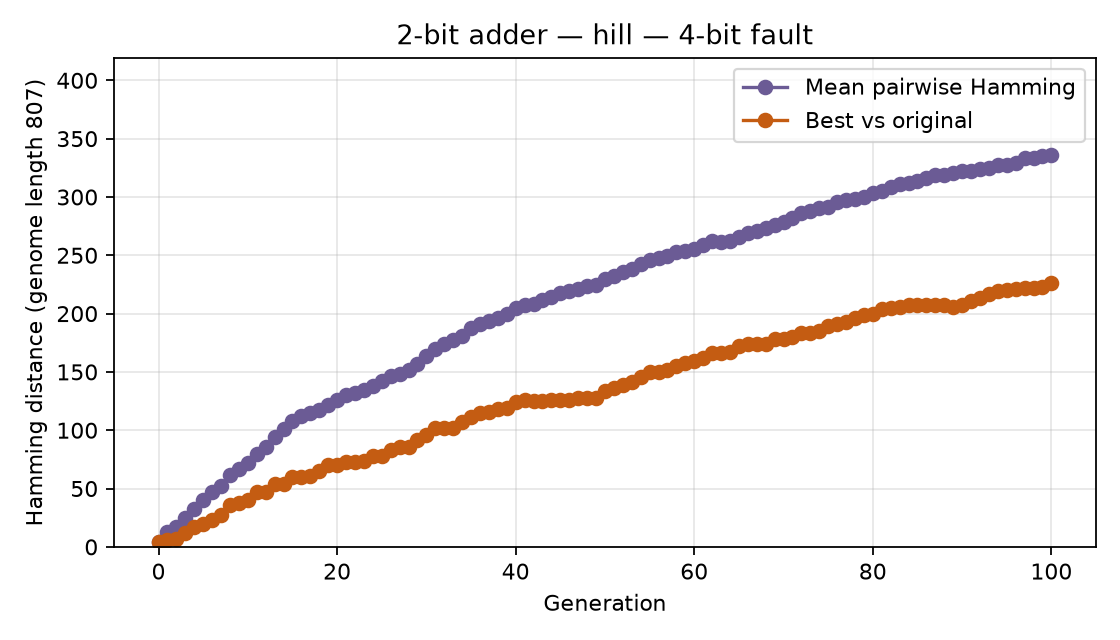 2-bit adder — hill — 4-bit fault
Hamming distance (genome length 807)
400
350
300
250
200
150
100
50
0
Mean pairwise Hamming
Best vs original
0 20 40 60 80 100
Generation